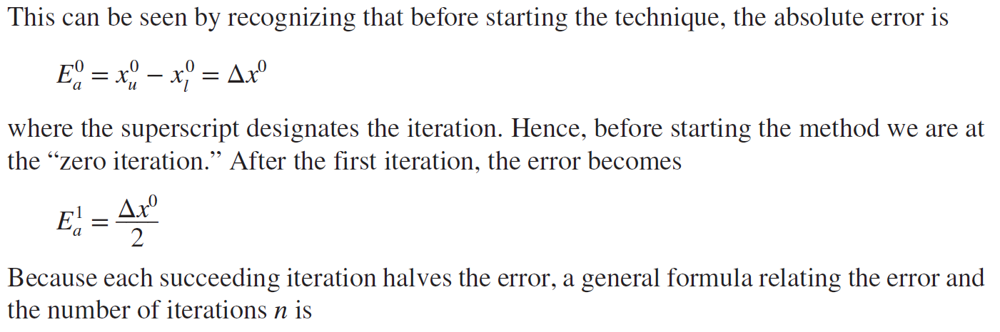 This can be seen by recognizing that before starting the technique, the absolute error is
E_a^0 = x_u^0 − x_l^0 = Δx^0
where the superscript designates the iteration. Hence, before starting the method we are at
the “zero iteration.” After the first iteration, the error becomes
E_a^1 = Δx^0 / 2
Because each succeeding iteration halves the error, a general formula relating the error and
the number of iterations n is